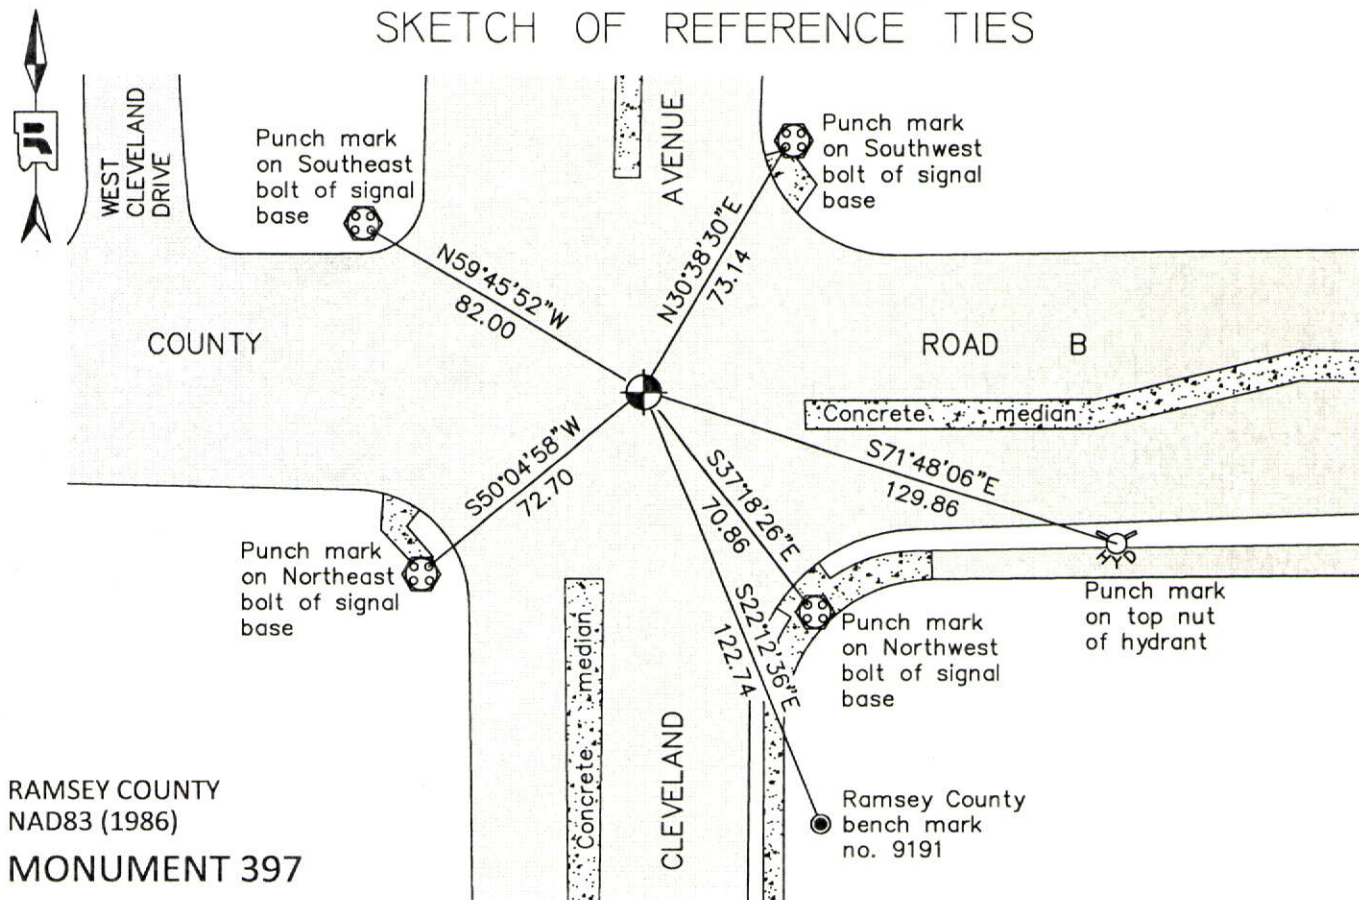 SKETCH OF REFERENCE TIES
WEST
CLEVELAND
DRIVE
Punch mark
on Southeast
bolt of signal
base
AVENUE
Punch mark
on Southwest
bolt of signal
base
N59°45'52"W
82.00
N30°38'30"E
73.14
COUNTY
ROAD B
Concrete median
S50°04'58"W
72.70
S71°48'06"E
129.86
S37°18'26"E
70.86
S22°12'36"E
122.74
Punch mark
on Northeast
bolt of signal
base
HYD
Punch mark
on top nut
of hydrant
Punch mark
on Northwest
bolt of signal
base
Concrete median
CLEVELAND
Ramsey County
bench mark
no. 9191
RAMSEY COUNTY
NAD83 (1986)
MONUMENT 397